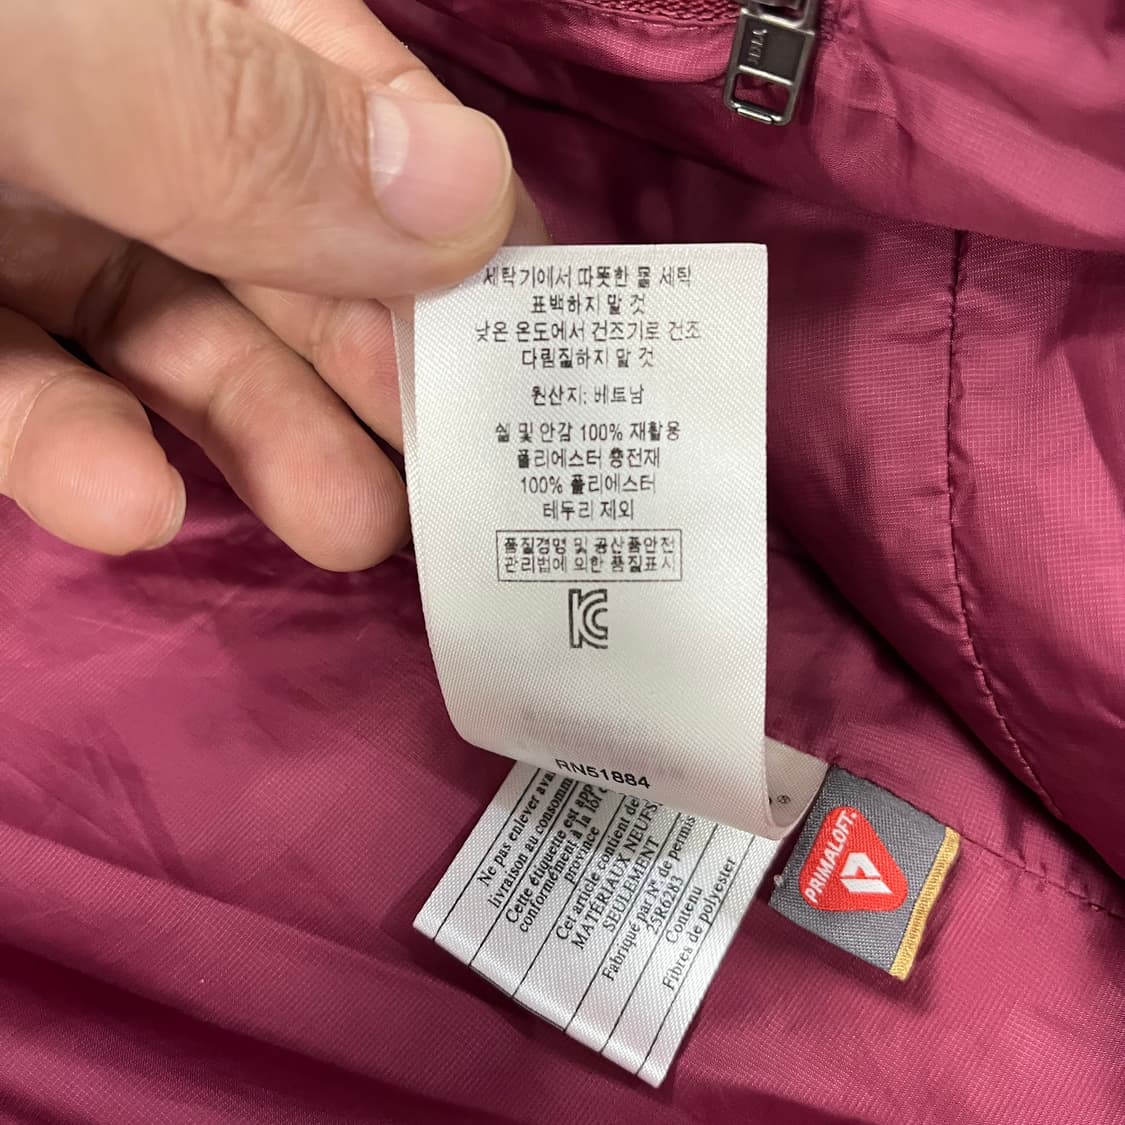 세탁기에서 따뜻한 물 세탁
표백하지 말 것
낮은 온도에서 건조기로 건조
다림질하지 말 것
원산지: 베트남
쉘 및 안감 100% 재활용
폴리에스터 충전재
100% 폴리에스터
테두리 제외
품질경영 및 공산품안전
관리법에 의한 품질표시
KC
RN51884
Ne pas enlever
livraison au consomm
Cette étiquette est app
conformément à la loi
province
Cet article contient de
MATÉRIAUX NEUFS
SEULEMENT
Fabriqué par N° de permis
25R6283
Contenu
Fibres de polyester
PRIMALOFT